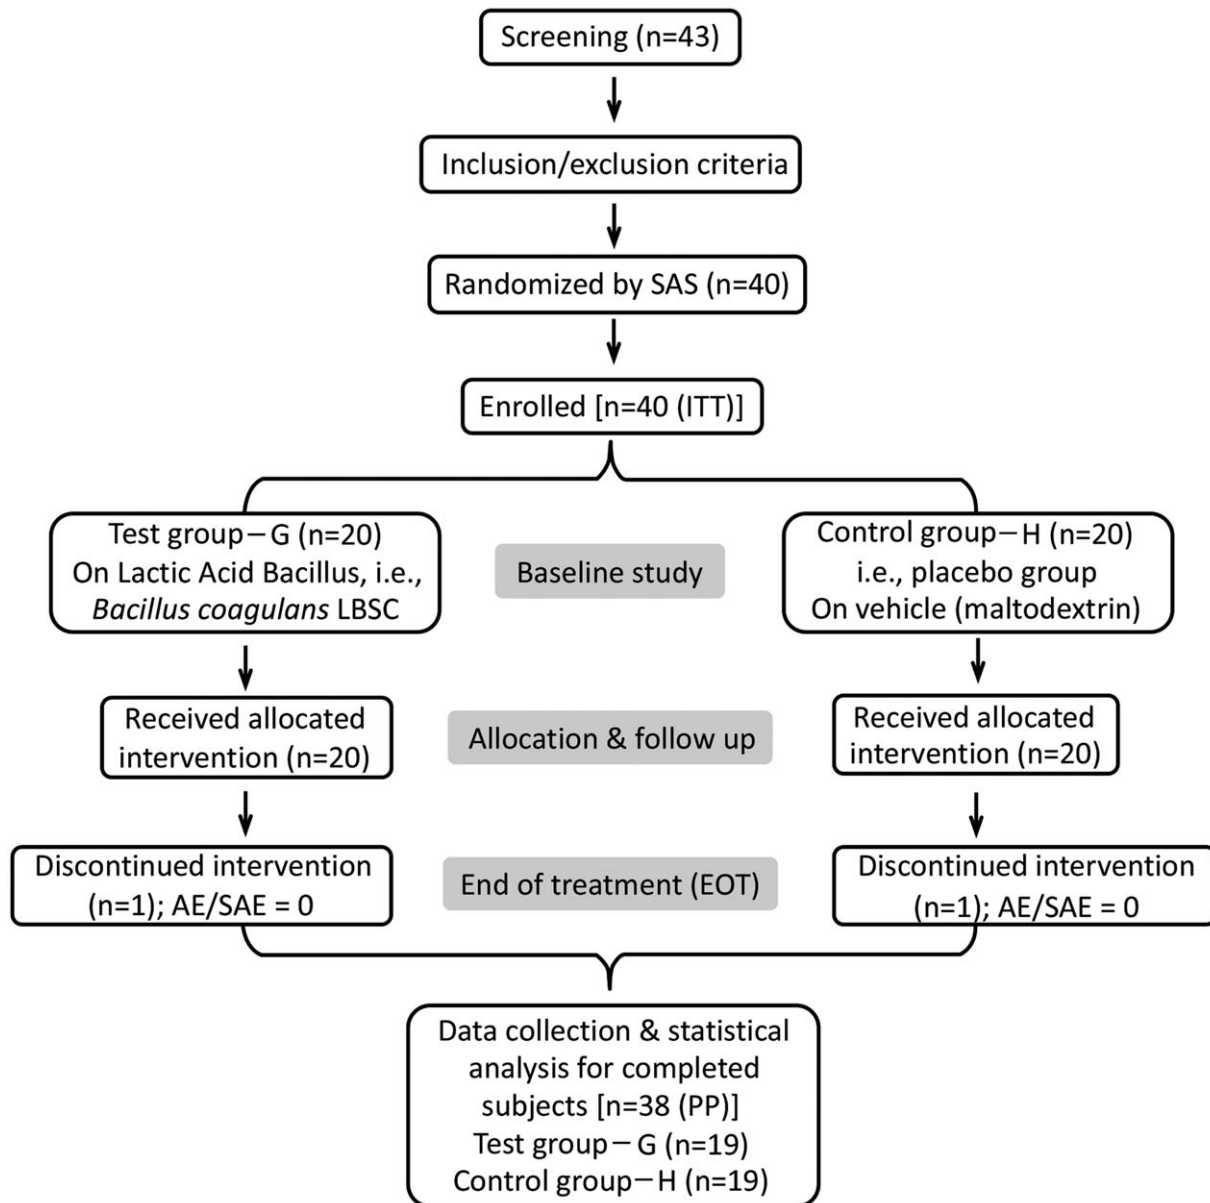 Screening (n=43)
Inclusion/exclusion criteria
Randomized by SAS (n=40)
Enrolled [n=40 (ITT)]
Test group−G (n=20)
On Lactic Acid Bacillus, i.e.,
Bacillus coagulans LBSC
Baseline study
Control group−H (n=20)
i.e., placebo group
On vehicle (maltodextrin)
Received allocated
intervention (n=20)
Allocation & follow up
Received allocated
intervention (n=20)
Discontinued intervention
(n=1); AE/SAE = 0
End of treatment (EOT)
Discontinued intervention
(n=1); AE/SAE = 0
Data collection & statistical
analysis for completed
subjects [n=38 (PP)]
Test group−G (n=19)
Control group−H (n=19)